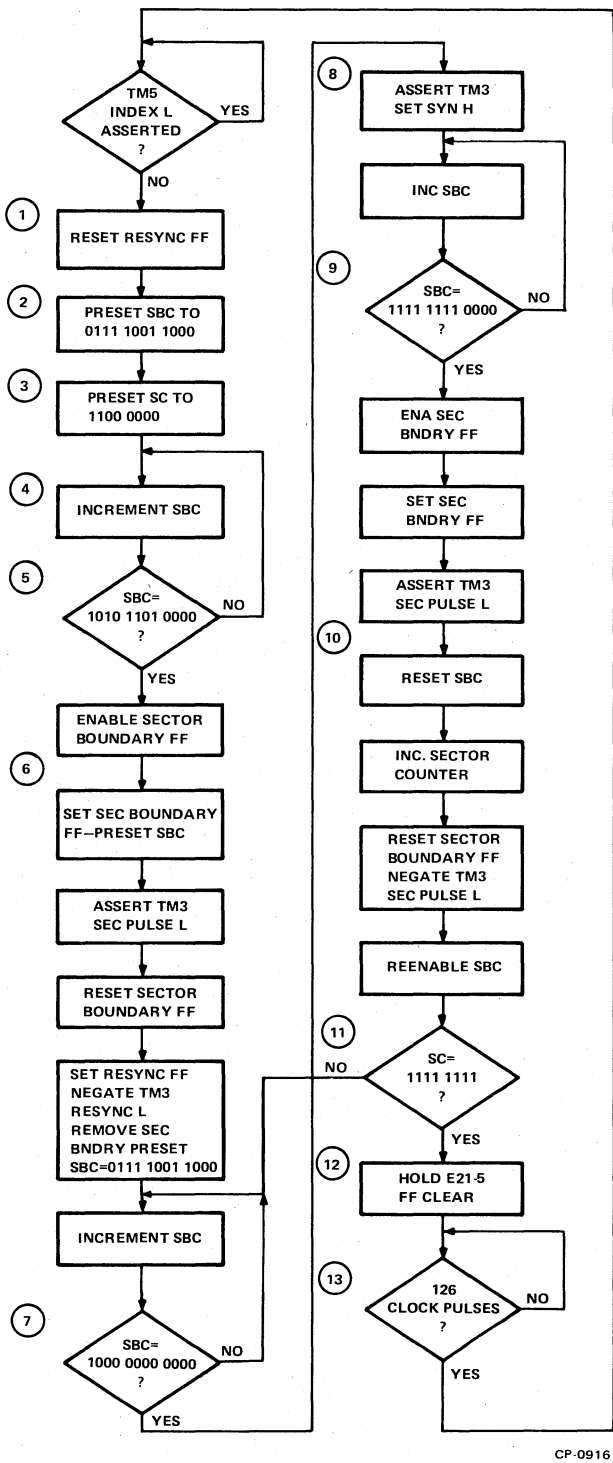 TM5
INDEX L
ASSERTED
?
YES
NO
1
RESET RESYNC FF
2
PRESET SBC TO
0111 1001 1000
3
PRESET SC TO
1100 0000
4
INCREMENT SBC
5
SBC=
1010 1101 0000
?
NO
YES
ENABLE SECTOR
BOUNDARY FF
6
SET SEC BOUNDARY
FF–PRESET SBC
ASSERT TM3
SEC PULSE L
RESET SECTOR
BOUNDARY FF
SET RESYNC FF
NEGATE TM3
RESYNC L
REMOVE SEC
BNDRY PRESET
SBC=0111 1001 1000
INCREMENT SBC
7
SBC=
1000 0000 0000
?
NO
YES
8
ASSERT TM3
SET SYN H
INC SBC
9
SBC=
1111 1111 0000
?
NO
YES
ENA SEC
BNDRY FF
SET SEC
BNDRY FF
ASSERT TM3
SEC PULSE L
10
RESET SBC
INC. SECTOR
COUNTER
RESET SECTOR
BOUNDARY FF
NEGATE TM3
SEC PULSE L
REENABLE SBC
11
SC=
1111 1111
?
NO
YES
12
HOLD E21-5
FF CLEAR
13
126
CLOCK PULSES
?
NO
YES
CP-0916